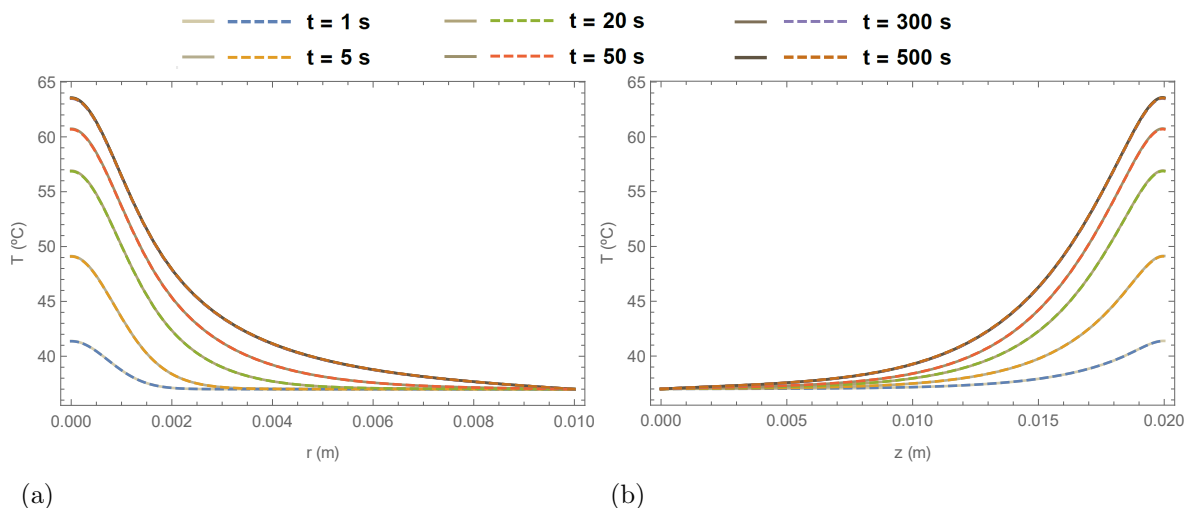 t = 1 s t = 20 s t = 300 s
t = 5 s t = 50 s t = 500 s
65
60
55
50
45
40
T (ºC)
0.000 0.002 0.004 0.006 0.008 0.010
r (m)
(a)
65
60
55
50
45
40
T (ºC)
0.000 0.005 0.010 0.015 0.020
z (m)
(b)